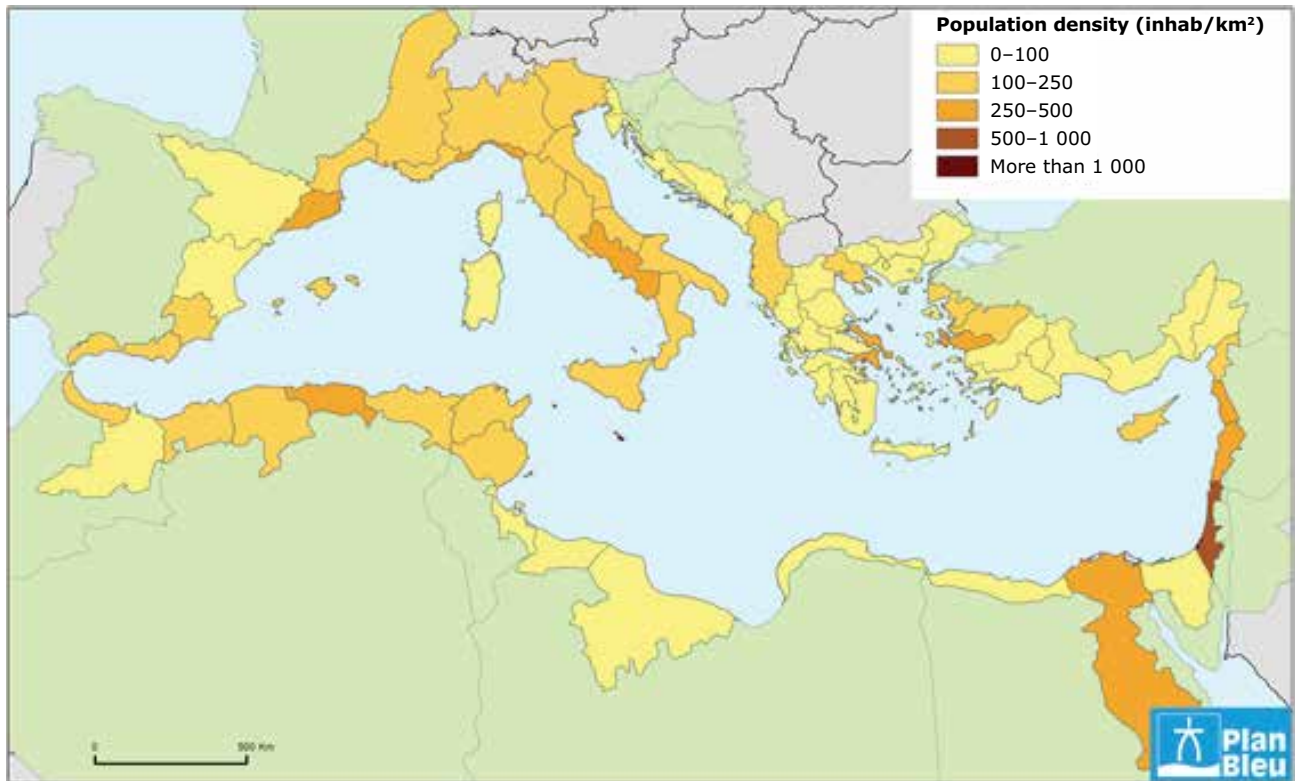 Population density (inhab/km²)
0–100
100–250
250–500
500–1 000
More than 1 000
0
500 Km
Plan
Bleu